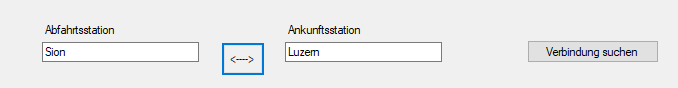 Abfahrtsstation
Ankunftsstation
Sion
<---->
Luzern
Verbindung suchen